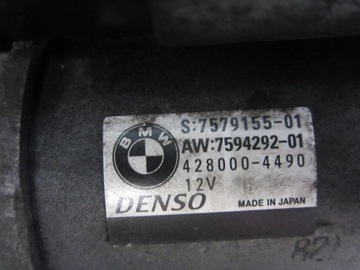 BMW
S:7579155-01
AW:7594292-01
428000-4490
12V
DENSO
MADE IN JAPAN